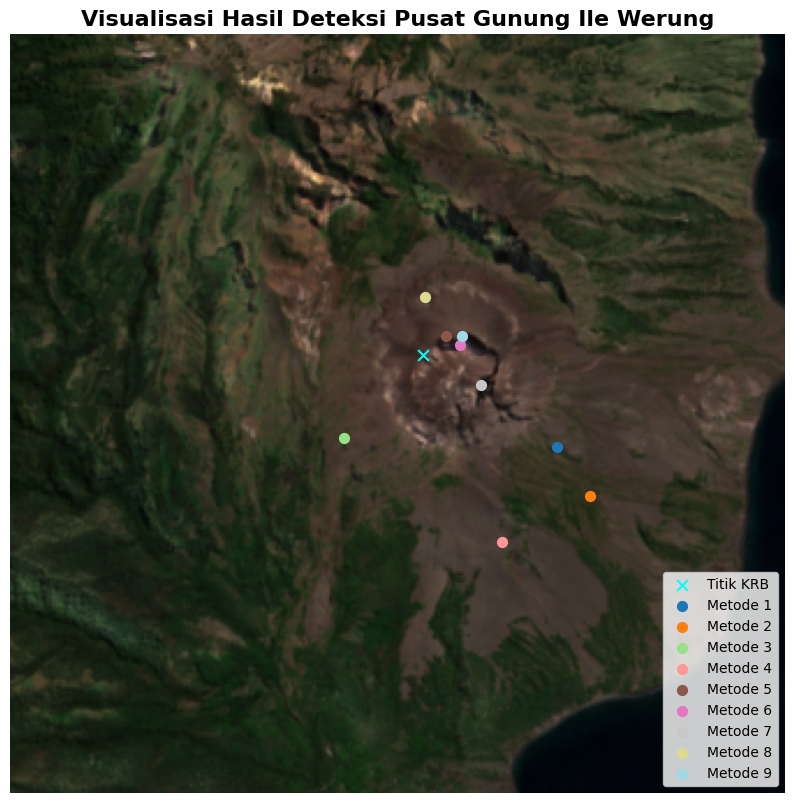 Visualisasi Hasil Deteksi Pusat Gunung Ile Werung
Titik KRB
Metode 1
Metode 2
Metode 3
Metode 4
Metode 5
Metode 6
Metode 7
Metode 8
Metode 9